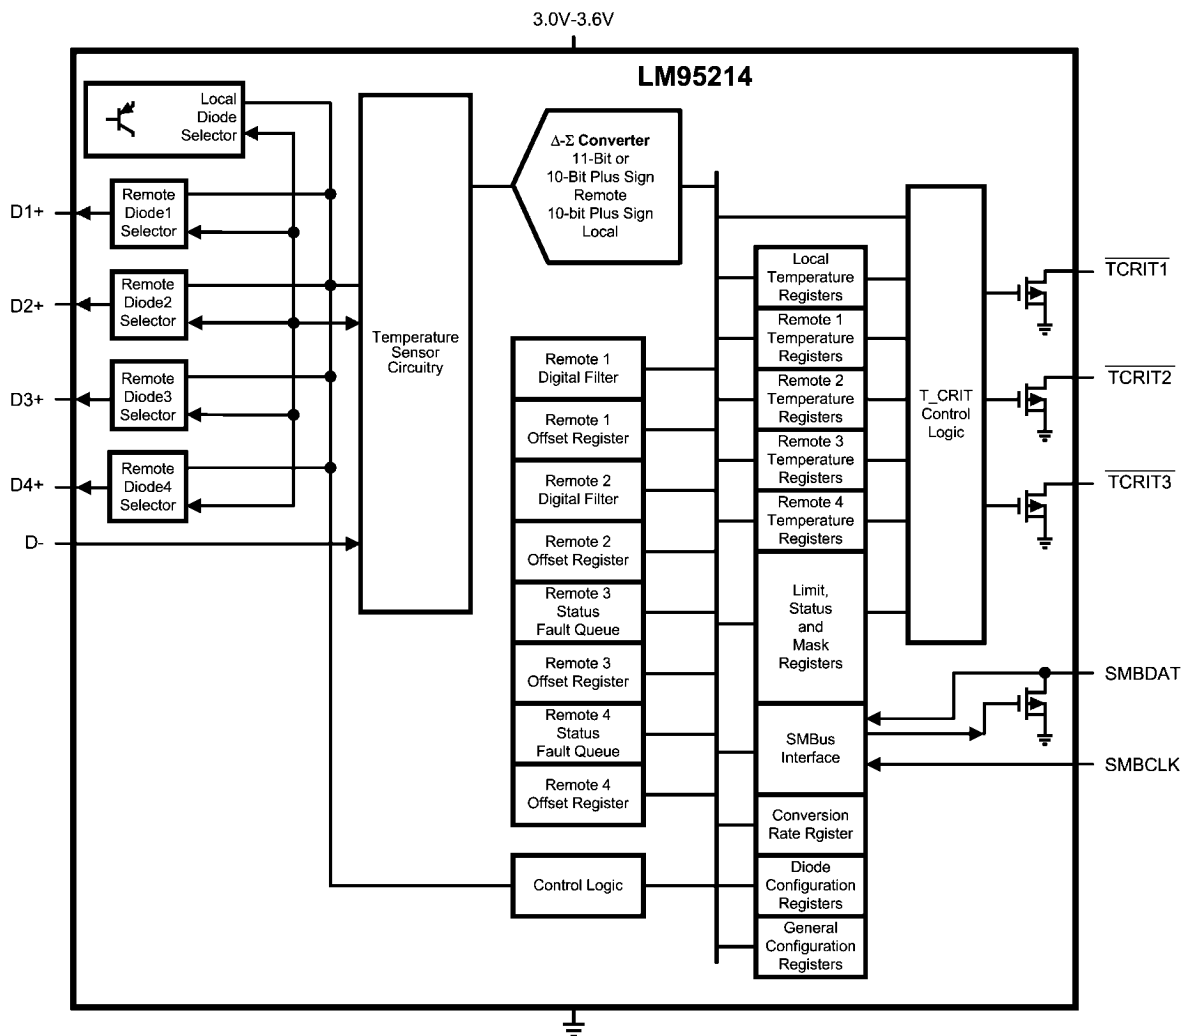 3.0V-3.6V
LM95214
Local
Diode
Selector
D1+
Remote
Diode1
Selector
D2+
Remote
Diode2
Selector
D3+
Remote
Diode3
Selector
D4+
Remote
Diode4
Selector
D-
Temperature
Sensor
Circuitry
Δ-Σ Converter
11-Bit or
10-Bit Plus Sign
Remote
10-bit Plus Sign
Local
Remote 1
Digital Filter
Remote 1
Offset Register
Remote 2
Digital Filter
Remote 2
Offset Register
Remote 3
Status
Fault Queue
Remote 3
Offset Register
Remote 4
Status
Fault Queue
Remote 4
Offset Register
Control Logic
Local
Temperature
Registers
Remote 1
Temperature
Registers
Remote 2
Temperature
Registers
Remote 3
Temperature
Registers
Remote 4
Temperature
Registers
Limit,
Status
and
Mask
Registers
SMBus
Interface
Conversion
Rate Rgister
Diode
Configuration
Registers
General
Configuration
Registers
T_CRIT
Control
Logic
TCRIT1
TCRIT2
TCRIT3
SMBDAT
SMBCLK